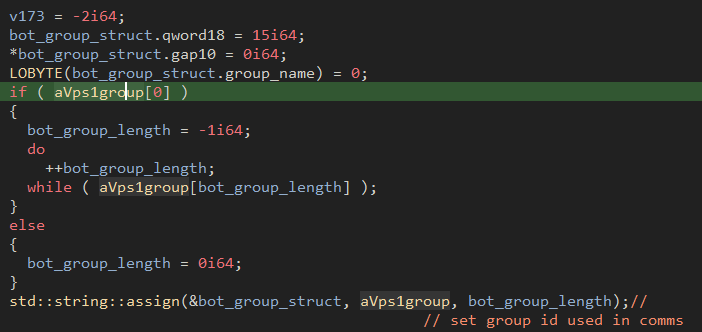 v173 = -2i64;
bot_group_struct.qword18 = 15i64;
*bot_group_struct.gap10 = 0i64;
LOBYTE(bot_group_struct.group_name) = 0;
if ( aVps1group[0] )
{
  bot_group_length = -1i64;
  do
    ++bot_group_length;
  while ( aVps1group[bot_group_length] );
}
else
{
  bot_group_length = 0i64;
}
std::string::assign(&bot_group_struct, aVps1group, bot_group_length);//
// set group id used in comms